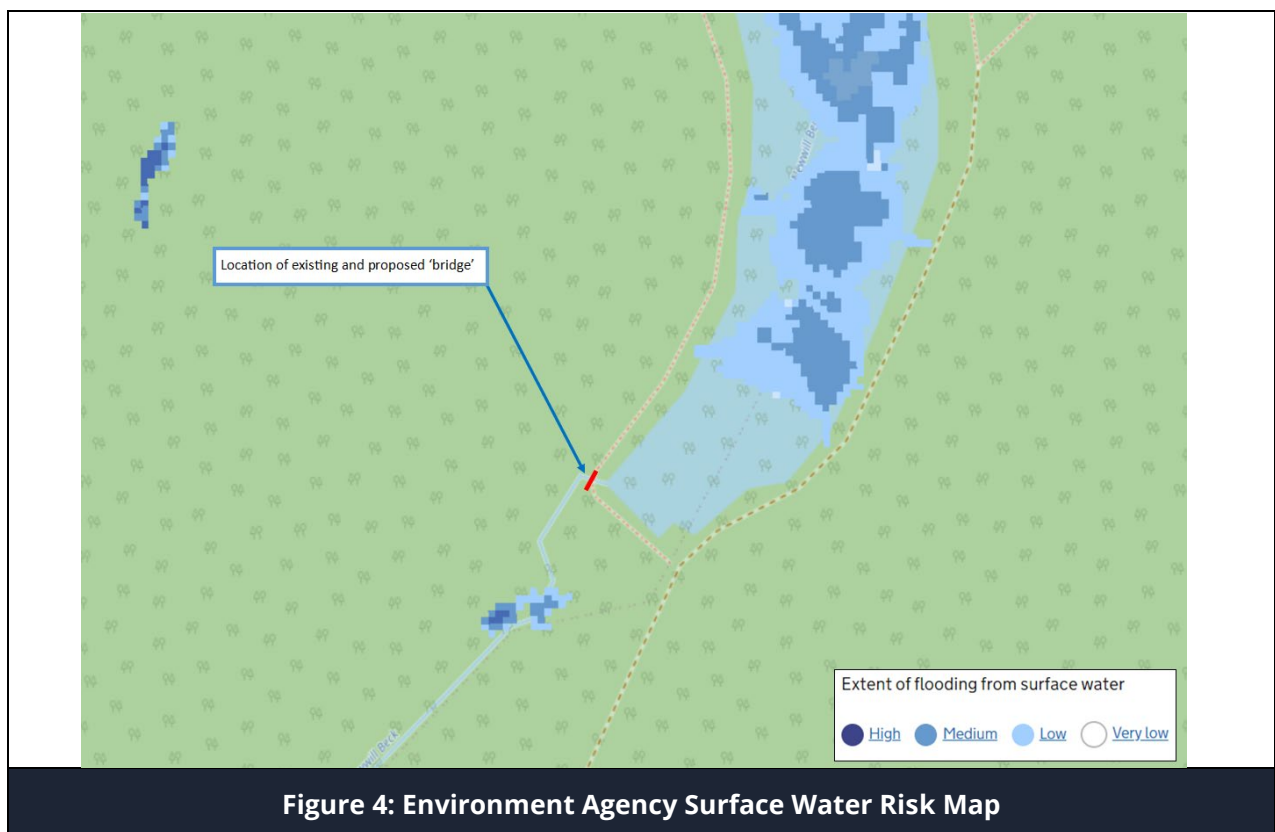 Location of existing and proposed ‘bridge’
Extent of flooding from surface water
High Medium Low Very low
Figure 4: Environment Agency Surface Water Risk Map